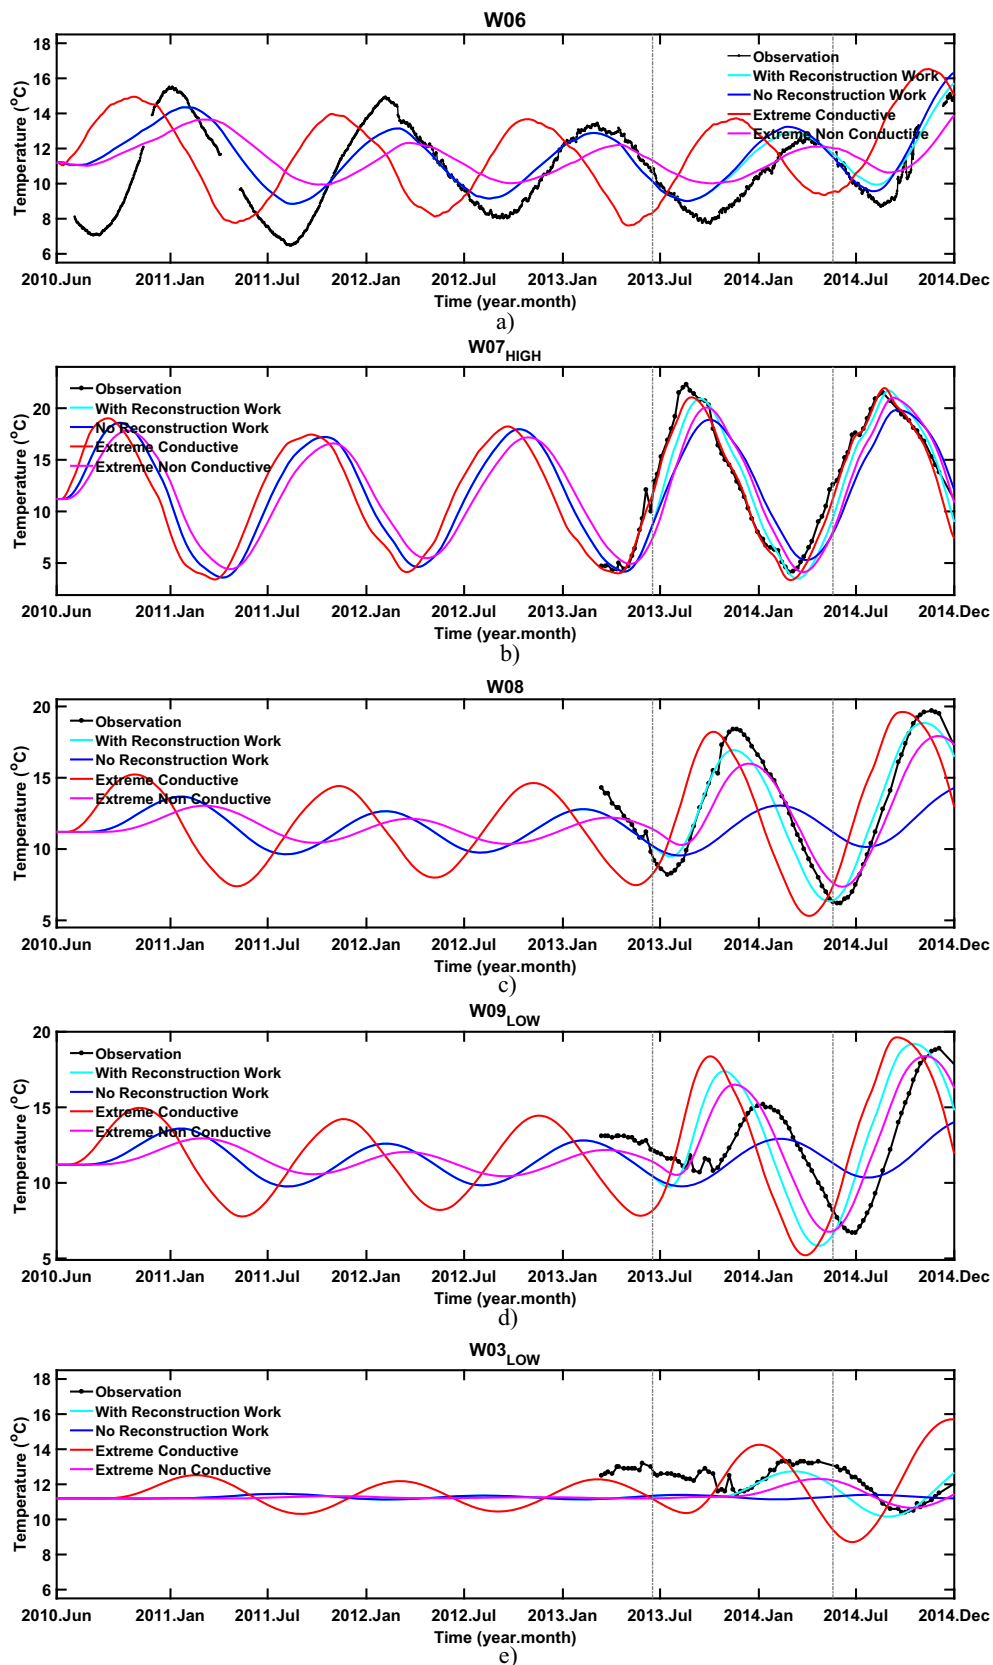 W06
Temperature (°C)
18
16
14
12
10
8
6
Observation
With Reconstruction Work
No Reconstruction Work
Extreme Conductive
Extreme Non Conductive
2010.Jun 2011.Jan 2011.Jul 2012.Jan 2012.Jul 2013.Jan 2013.Jul 2014.Jan 2014.Jul 2014.Dec
Time (year.month)
a)
W07HIGH
Temperature (°C)
20
15
10
5
Observation
With Reconstruction Work
No Reconstruction Work
Extreme Conductive
Extreme Non Conductive
2010.Jun 2011.Jan 2011.Jul 2012.Jan 2012.Jul 2013.Jan 2013.Jul 2014.Jan 2014.Jul 2014.Dec
Time (year.month)
b)
W08
Temperature (°C)
20
15
10
5
Observation
With Reconstruction Work
No Reconstruction Work
Extreme Conductive
Extreme Non Conductive
2010.Jun 2011.Jan 2011.Jul 2012.Jan 2012.Jul 2013.Jan 2013.Jul 2014.Jan 2014.Jul 2014.Dec
Time (year.month)
c)
W09LOW
Temperature (°C)
20
15
10
5
Observation
With Reconstruction Work
No Reconstruction Work
Extreme Conductive
Extreme Non Conductive
2010.Jun 2011.Jan 2011.Jul 2012.Jan 2012.Jul 2013.Jan 2013.Jul 2014.Jan 2014.Jul 2014.Dec
Time (year.month)
d)
W03LOW
Temperature (°C)
18
16
14
12
10
8
6
Observation
With Reconstruction Work
No Reconstruction Work
Extreme Conductive
Extreme Non Conductive
2010.Jun 2011.Jan 2011.Jul 2012.Jan 2012.Jul 2013.Jan 2013.Jul 2014.Jan 2014.Jul 2014.Dec
Time (year.month)
e)